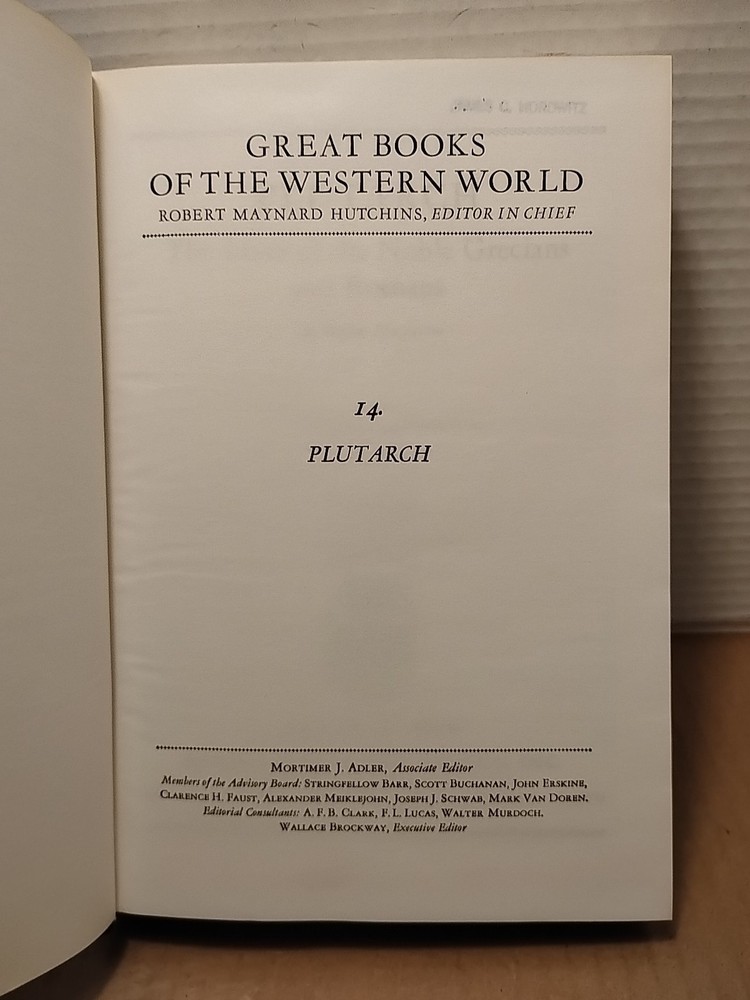 GREAT BOOKS
OF THE WESTERN WORLD
ROBERT MAYNARD HUTCHINS, EDITOR IN CHIEF
14.
PLUTARCH
MORTIMER J. ADLER, Associate Editor
Members of the Advisory Board: STRINGFELLOW BARR, SCOTT BUCHANAN, JOHN ERSKINE,
CLARENCE H. FAUST, ALEXANDER MEIKLEJOHN, JOSEPH J. SCHWAB, MARK VAN DOREN.
Editorial Consultants: A. F. B. CLARK, F. L. LUCAS, WALTER MURDOCH.
WALLACE BROCKWAY, Executive Editor